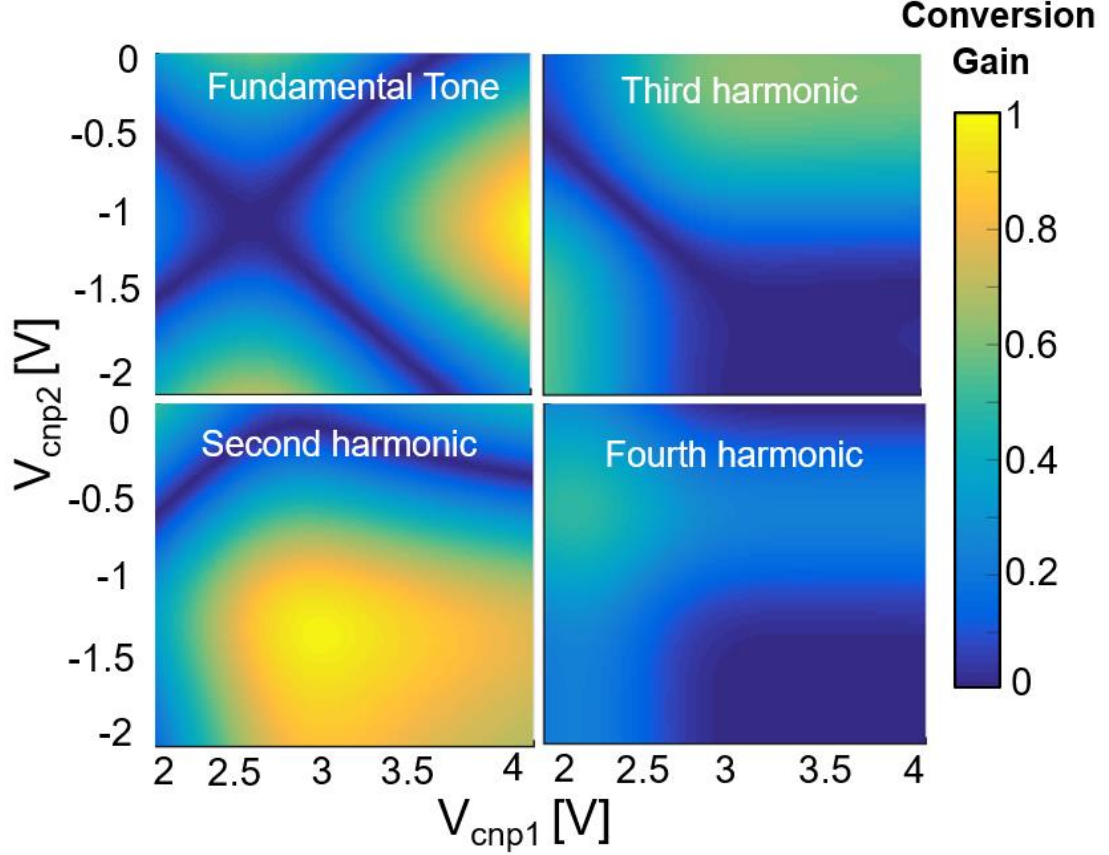 Conversion
Gain
Fundamental Tone
Third harmonic
Second harmonic
Fourth harmonic
0
-0.5
-1
-1.5
-2
0
-0.5
-1
-1.5
-2
V_cnp2 [V]
2 2.5 3 3.5 4
2 2.5 3 3.5 4
V_cnp1 [V]
1
0.8
0.6
0.4
0.2
0